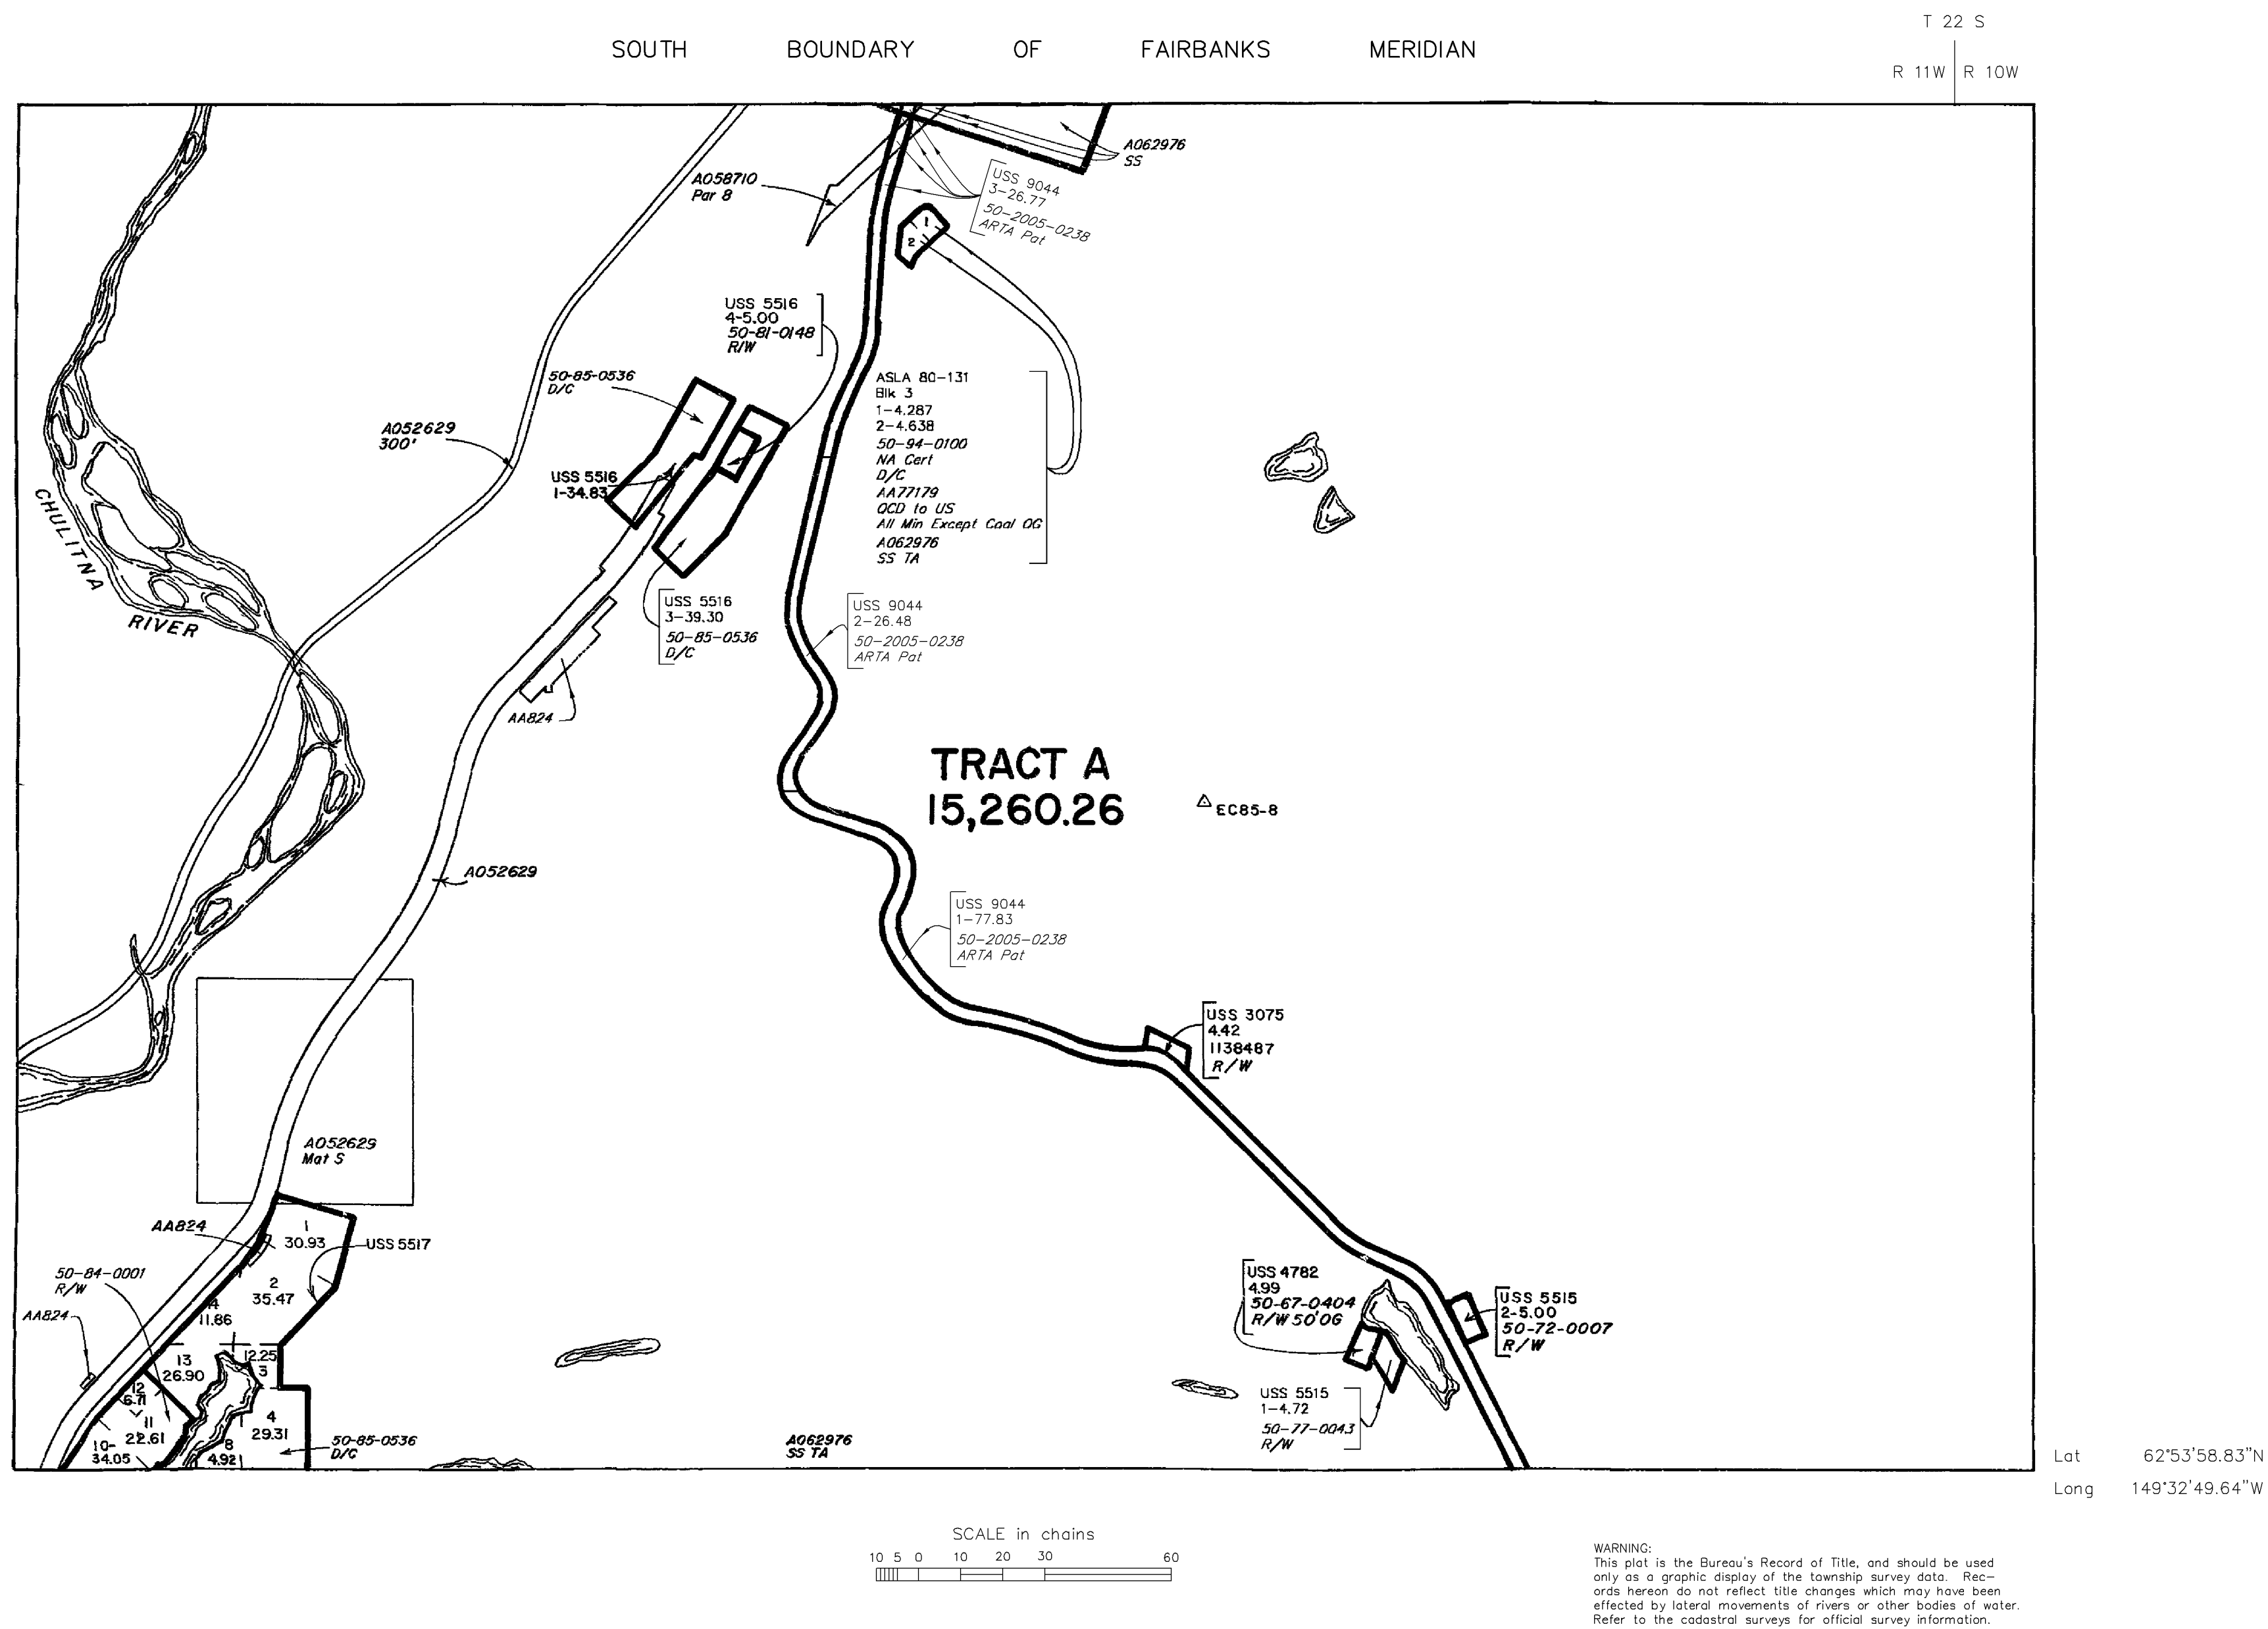 T 22 S
SOUTH BOUNDARY OF FAIRBANKS MERIDIAN
R 11W R 10W
A062976
SS
A058710
Par 8
USS 9044
3-26.77
50-2005-0238
ARTA Pat
1
2
USS 5516
4-5.00
50-81-0148
R/W
50-85-0536
D/C
ASLA 80-131
Blk 3
1-4.287
2-4.638
50-94-0100
NA Cert
D/C
AA77179
QCD to US
All Min Except Coal OG
A062976
SS TA
A052629
300'
USS 5516
1-34.83
CHULITNA
RIVER
USS 5516
3-39.30
50-85-0536
D/C
USS 9044
2-26.48
50-2005-0238
ARTA Pat
AA824
TRACT A
15,260.26
EC85-8
A052629
USS 9044
1-77.83
50-2005-0238
ARTA Pat
USS 3075
4.42
1138487
R/W
A052629
Mat S
AA824
1
30.93
USS 5517
50-84-0001
R/W
2
35.47
AA824
14
11.86
USS 4782
4.99
50-67-0404
R/W 50' OG
USS 5515
2-5.00
50-72-0007
R/W
13
26.90
12.25
3
12
6.71
11
22.61
10-
34.05
4
29.31
8
4.92
50-85-0536
D/C
A062976
SS TA
USS 5515
1-4.72
50-77-0043
R/W
Lat 62°53'58.83"N
Long 149°32'49.64"W
SCALE in chains
10 5 0 10 20 30 60
WARNING:
This plat is the Bureau's Record of Title, and should be used
only as a graphic display of the township survey data. Rec-
ords hereon do not reflect title changes which may have been
effected by lateral movements of rivers or other bodies of water.
Refer to the cadastral surveys for official survey information.